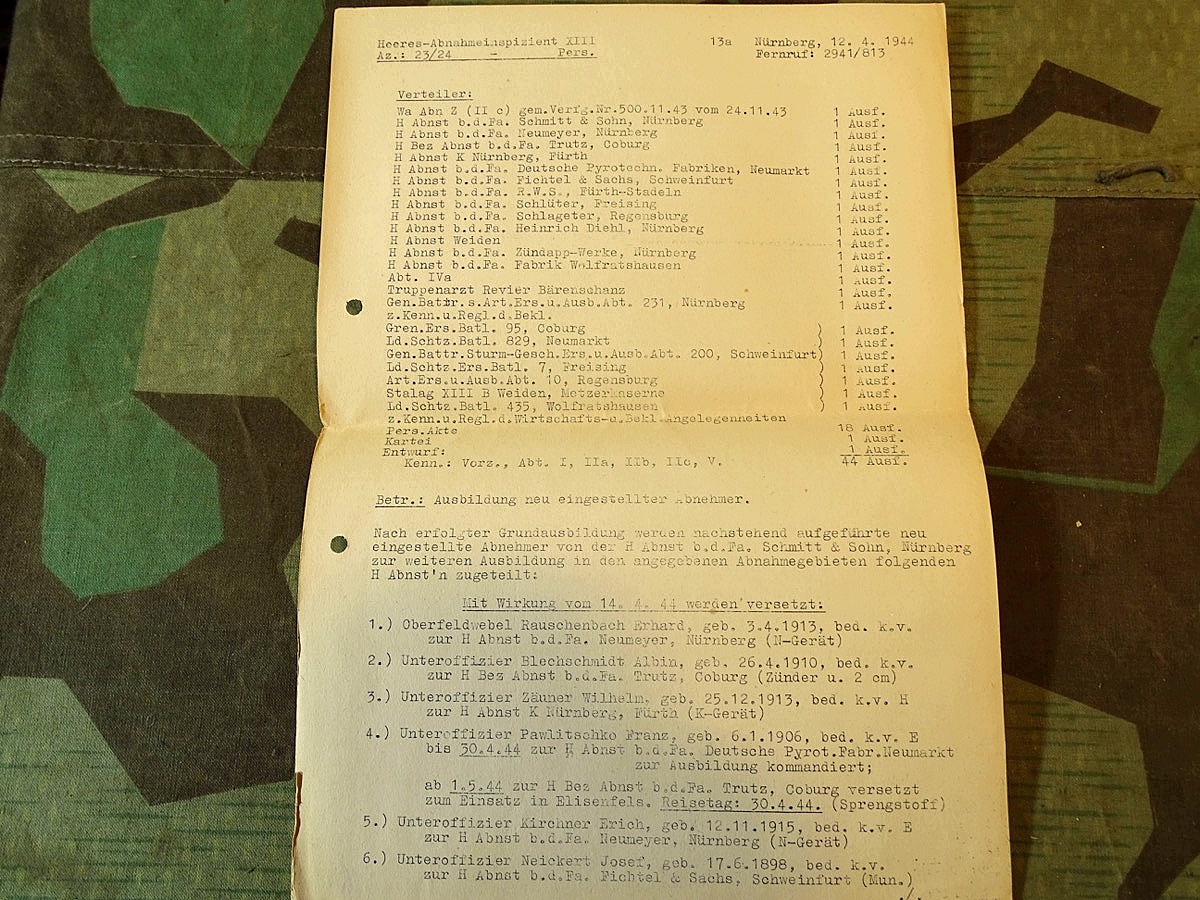 Heeres-Abnahmeinspizient XIII 13a Nürnberg, 12. 4. 1944
Az.: 23/24 - Pers. Fernruf: 2941/813
Verteiler:
Wa Abn Z (II c) gem.Verfg.Nr.500.11.43 vom 24.11.43 1 Ausf.
H Abnst b.d.Fa. Schmitt & Sohn, Nürnberg 1 Ausf.
H Abnst b.d.Fa. Neumeyer, Nürnberg 1 Ausf.
H Bez Abnst b.d.Fa. Trutz, Coburg 1 Ausf.
H Abnst K Nürnberg, Fürth 1 Ausf.
H Abnst b.d.Fa. Deutsche Pyrotechn. Fabriken, Neumarkt 1 Ausf.
H Abnst b.d.Fa. Fichtel & Sachs, Schweinfurt 1 Ausf.
H Abnst b.d.Fa. R.W.S., Fürth-Stadeln 1 Ausf.
H Abnst b.d.Fa. Schlüter, Freising 1 Ausf.
H Abnst b.d.Fa. Schlageter, Regensburg 1 Ausf.
H Abnst b.d.Fa. Heinrich Diehl, Nürnberg 1 Ausf.
H Abnst Weiden 1 Ausf.
H Abnst b.d.Fa. Zündapp-Werke, Nürnberg 1 Ausf.
H Abnst b.d.Fa. Fabrik Wolfratshausen 1 Ausf.
Abt. IVa 1 Ausf.
Truppenarzt Revier Bärenschanz 1 Ausf.
Gen.Battr.s.Art.Ers.u.Ausb.Abt. 231, Nürnberg 1 Ausf.
z.Kenn.u.Regl.d.Bekl.
Gren.Ers.Batl. 95, Coburg ) 1 Ausf.
Ld.Schtz.Batl. 829, Neumarkt ) 1 Ausf.
Gen.Battr.Sturm-Gesch.Ers.u.Ausb.Abt. 200, Schweinfurt) 1 Ausf.
Ld.Schtz.Ers.Batl. 7, Freising ) 1 Ausf.
Art.Ers.u.Ausb.Abt. 10, Regensburg ) 1 Ausf.
Stalag XIII B Weiden, Metzerkaserne ) 1 Ausf.
Ld.Schtz.Batl. 435, Wolfratshausen ) 1 Ausf.
z.Kenn.u.Regl.d.Wirtschafts-u.Bekl.Angelegenheiten
Pers.Akte 18 Ausf.
Kartei 1 Ausf.
Entwurf: 1 Ausf.
Kenn.: Vorz., Abt. I, IIa, IIb, IIc, V. 44 Ausf.
Betr.: Ausbildung neu eingestellter Abnehmer.
Nach erfolgter Grundausbildung werden nachstehend aufgeführte neu
eingestellte Abnehmer von der H Abnst b.d.Fa. Schmitt & Sohn, Nürnberg
zur weiteren Ausbildung in den angegebenen Abnahmegebieten folgenden
H Abnst'n zugeteilt:
Mit Wirkung vom 14. 4. 44 werden versetzt:
1.) Oberfeldwebel Rauschenbach Erhard, geb. 3.4.1913, bed. k.v.
zur H Abnst b.d.Fa. Neumeyer, Nürnberg (N-Gerät)
2.) Unteroffizier Blechschmidt Albin, geb. 26.4.1910, bed. k.v.
zur H Bez Abnst b.d.Fa. Trutz, Coburg (Zünder u. 2 cm)
3.) Unteroffizier Zäuner Wilhelm, geb. 25.12.1913, bed. k.v. H
zur H Abnst K Nürnberg, Fürth (K-Gerät)
4.) Unteroffizier Pawlitschko Franz, geb. 6.1.1906, bed. k.v. E
bis 30.4.44 zur H Abnst b.d.Fa. Deutsche Pyrot.Fabr.Neumarkt
zur Ausbildung kommandiert;
ab 1.5.44 zur H Bez Abnst b.d.Fa. Trutz, Coburg versetzt
zum Einsatz in Elisenfels. Reisetag: 30.4.44. (Sprengstoff)
5.) Unteroffizier Kirchner Erich, geb. 12.11.1915, bed. k.v. E
zur H Abnst b.d.Fa. Neumeyer, Nürnberg (N-Gerät)
6.) Unteroffizier Neickert Josef, geb. 17.6.1898, bed. k.v.
zur H Abnst b.d.Fa. Fichtel & Sachs, Schweinfurt (Mun.)